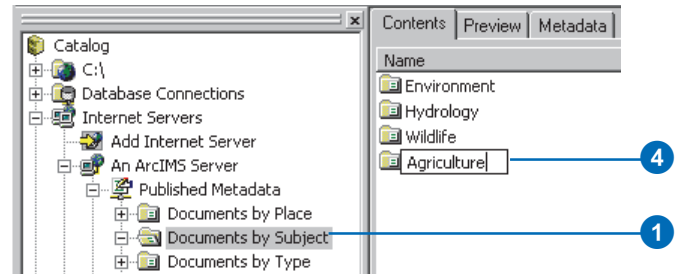 Catalog
C:\
Database Connections
Internet Servers
Add Internet Server
An ArcIMS Server
Published Metadata
Documents by Place
Documents by Subject
Documents by Type
Contents Preview Metadata
Name
Environment
Hydrology
Wildlife
Agriculture
4
1